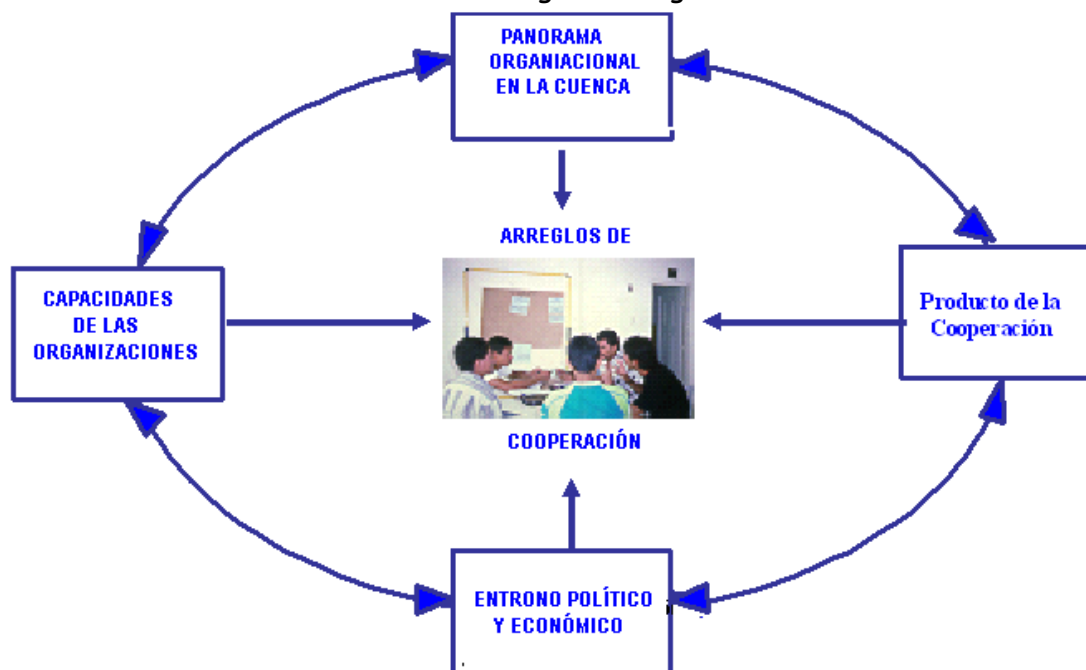 PANORAMA
ORGANIACIONAL
EN LA CUENCA
ARREGLOS DE
CAPACIDADES
DE LAS
ORGANIZACIONES
Producto de la
Cooperación
COOPERACIÓN
ENTRONO POLÍTICO
Y ECONÓMICO